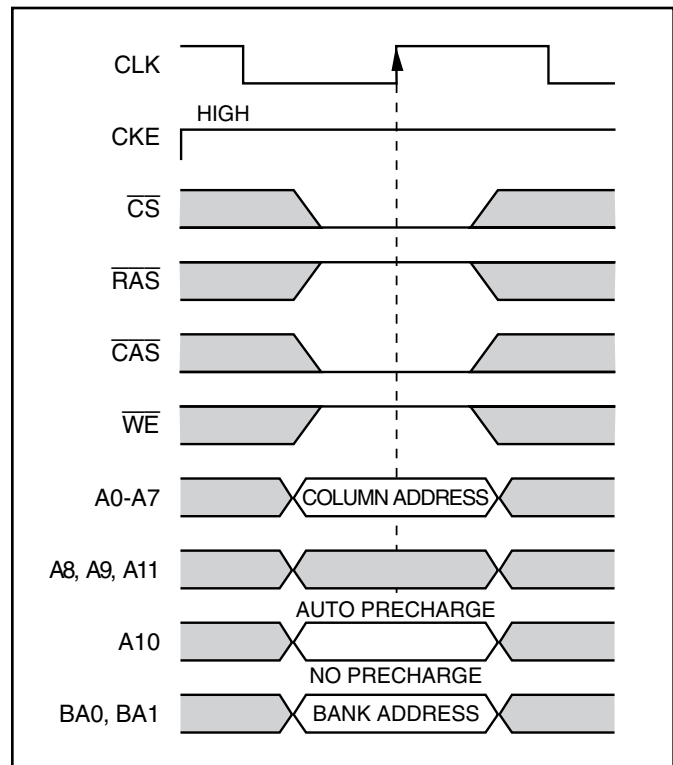 CLK
HIGH
CKE
CS
RAS
CAS
WE
A0-A7 COLUMN ADDRESS
A8, A9, A11
AUTO PRECHARGE
A10
NO PRECHARGE
BA0, BA1 BANK ADDRESS